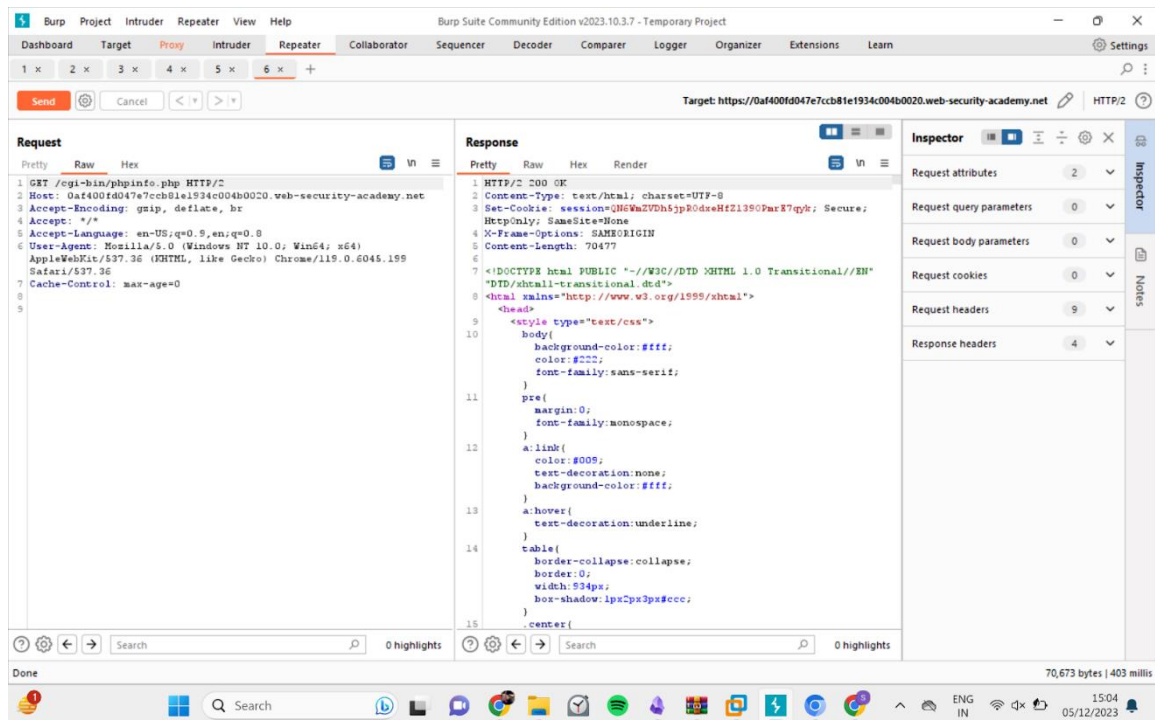 Burp Project Intruder Repeater View Help Burp Suite Community Edition v2023.10.3.7 - Temporary Project
Dashboard Target Proxy Intruder Repeater Collaborator Sequencer Decoder Comparer Logger Organizer Extensions Learn Settings
1 × 2 × 3 × 4 × 5 × 6 × +
Send Cancel < > Target: https://0af400fd047e7ccb81e1934c004b0020.web-security-academy.net HTTP/2
Request
Pretty Raw Hex \n
1 GET /cgi-bin/phpinfo.php HTTP/2
2 Host: 0af400fd047e7ccb81e1934c004b0020.web-security-academy.net
3 Accept-Encoding: gzip, deflate, br
4 Accept: */*
5 Accept-Language: en-US;q=0.9,en;q=0.8
6 User-Agent: Mozilla/5.0 (Windows NT 10.0; Win64; x64)
AppleWebKit/537.36 (KHTML, like Gecko) Chrome/119.0.6045.199
Safari/537.36
7 Cache-Control: max-age=0
8
9
Response
Pretty Raw Hex Render \n
1 HTTP/2 200 OK
2 Content-Type: text/html; charset=UTF-8
3 Set-Cookie: Secure;
HttpOnly; SameSite=None
4 X-Frame-Options: SAMEORIGIN
5 Content-Length: 70477
6
7 <!DOCTYPE html PUBLIC "-//W3C//DTD XHTML 1.0 Transitional//EN"
"DTD/xhtml1-transitional.dtd">
8 <html xmlns="http://www.w3.org/1999/xhtml">
<head>
9 <style type="text/css">
10 body{
background-color:#fff;
color:#222;
font-family:sans-serif;
}
11 pre{
margin:0;
font-family:monospace;
}
12 a:link{
color:#009;
text-decoration:none;
background-color:#fff;
}
13 a:hover{
text-decoration:underline;
}
14 table{
border-collapse:collapse;
border:0;
width:934px;
box-shadow:1px2px3px#ccc;
}
15 .center{
Inspector
Request attributes 2
Request query parameters 0
Request body parameters 0
Request cookies 0
Request headers 9
Response headers 4
Inspector
Notes
Search 0 highlights
Search 0 highlights
Done 70,673 bytes | 403 millis
Search ENG IN 15:04 05/12/2023